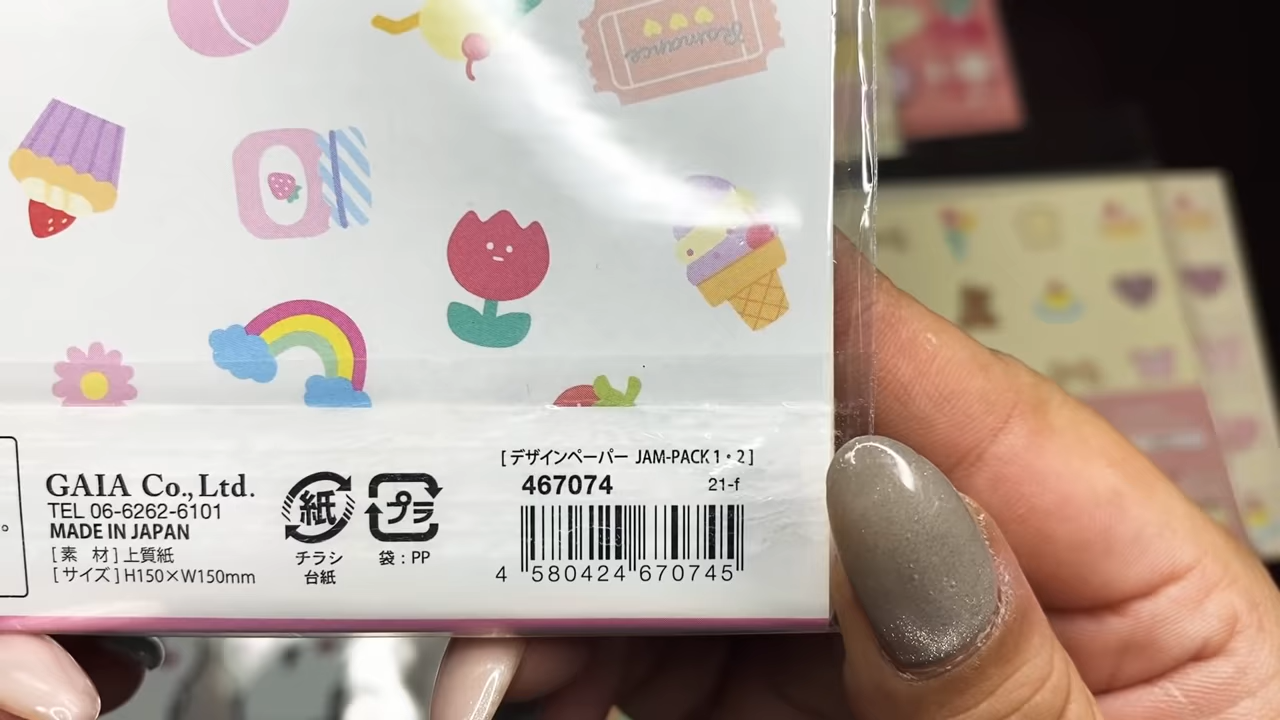 Romance
[デザインペーパー JAM-PACK 1・2]
467074 21-f
4 580424 670745
GAIA Co., Ltd.
TEL 06-6262-6101
MADE IN JAPAN
[素 材]上質紙
[サイズ]H150×W150mm
紙
チラシ
台紙
プラ
袋:PP
。